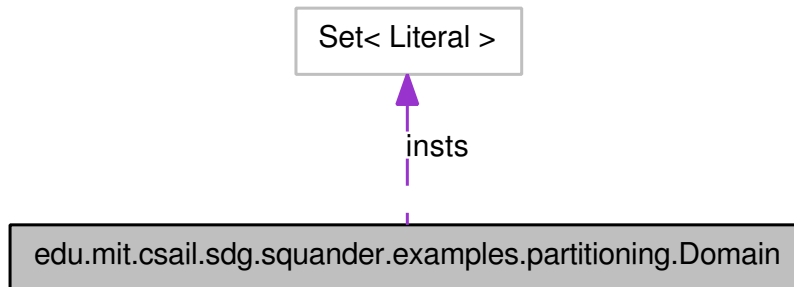 Set< Literal >
insts
edu.mit.csail.sdg.squander.examples.partitioning.Domain